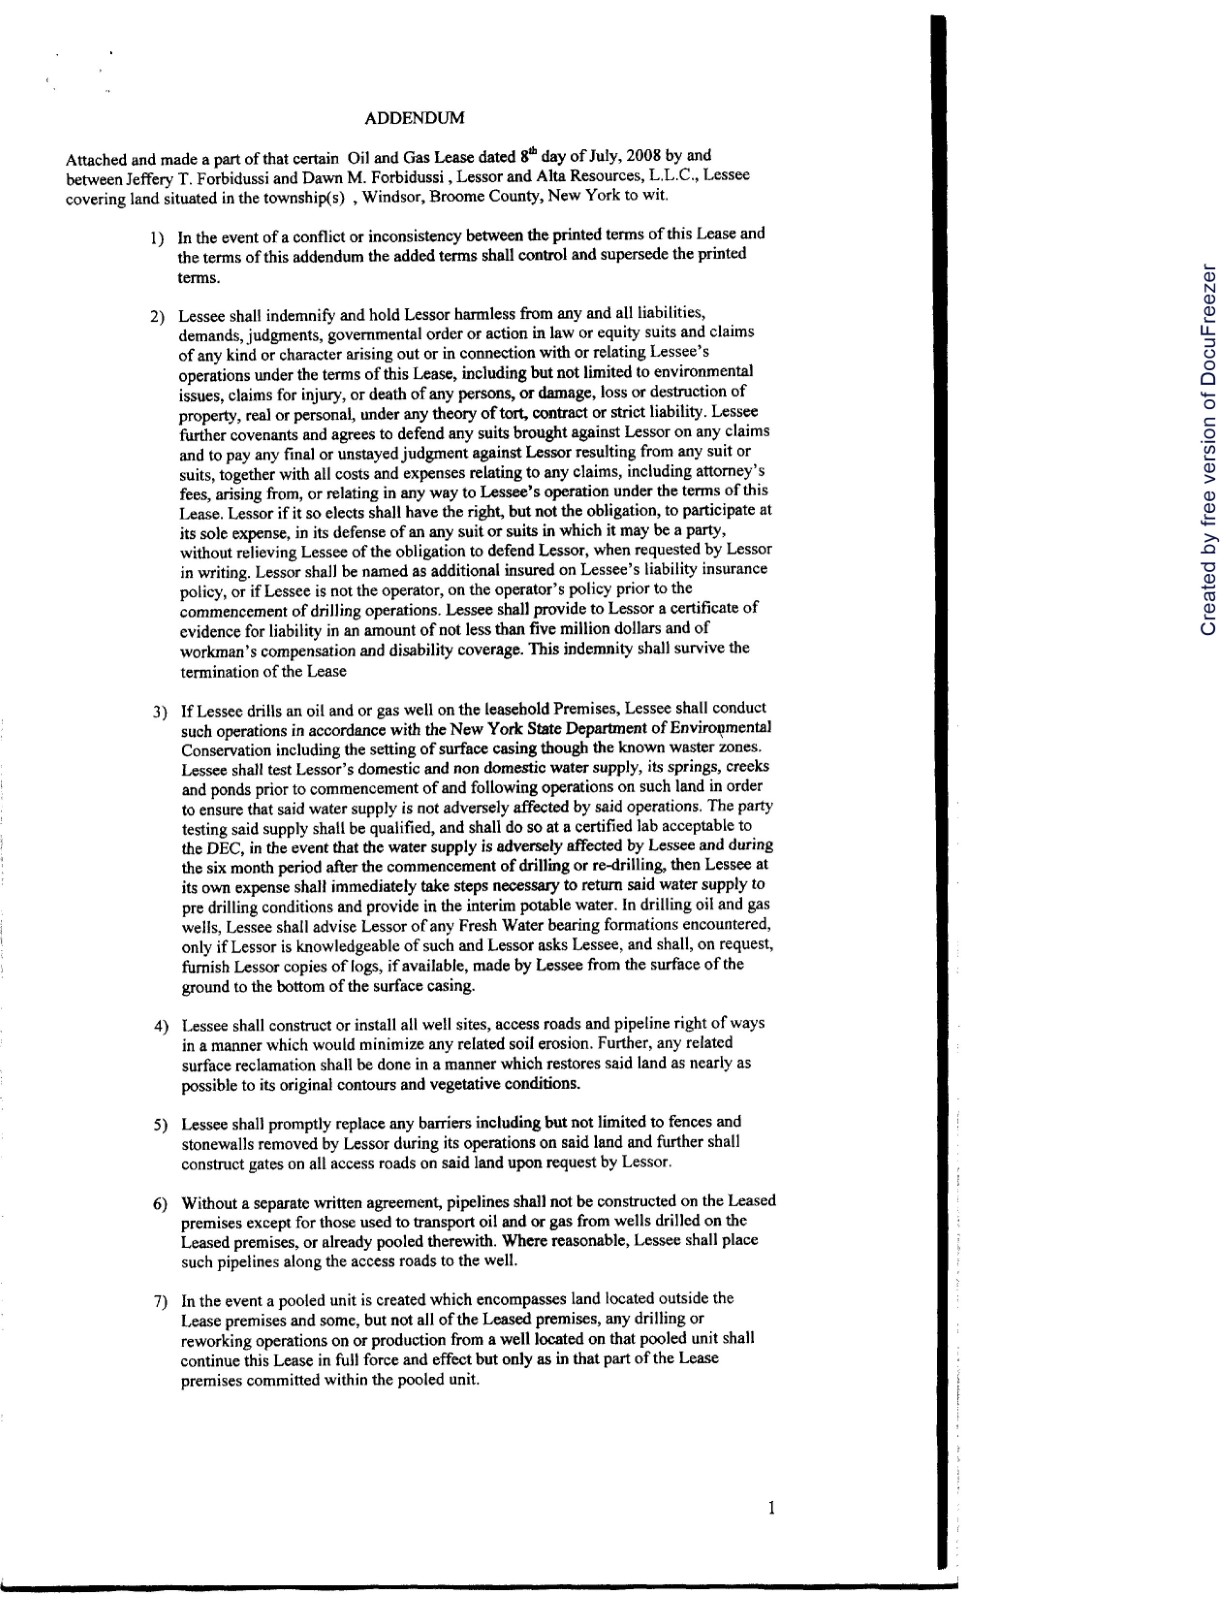 ADDENDUM
Attached and made a part of that certain Oil and Gas Lease dated 8th day of July, 2008 by and
between Jeffery T. Forbidussi and Dawn M. Forbidussi , Lessor and Alta Resources, L.L.C., Lessee
covering land situated in the township(s) , Windsor, Broome County, New York to wit.
1) In the event of a conflict or inconsistency between the printed terms of this Lease and
the terms of this addendum the added terms shall control and supersede the printed
terms.
2) Lessee shall indemnify and hold Lessor harmless from any and all liabilities,
demands, judgments, governmental order or action in law or equity suits and claims
of any kind or character arising out or in connection with or relating Lessee's
operations under the terms of this Lease, including but not limited to environmental
issues, claims for injury, or death of any persons, or damage, loss or destruction of
property, real or personal, under any theory of tort, contract or strict liability. Lessee
further covenants and agrees to defend any suits brought against Lessor on any claims
and to pay any final or unstayed judgment against Lessor resulting from any suit or
suits, together with all costs and expenses relating to any claims, including attorney's
fees, arising from, or relating in any way to Lessee's operation under the terms of this
Lease. Lessor if it so elects shall have the right, but not the obligation, to participate at
its sole expense, in its defense of an any suit or suits in which it may be a party,
without relieving Lessee of the obligation to defend Lessor, when requested by Lessor
in writing. Lessor shall be named as additional insured on Lessee's liability insurance
policy, or if Lessee is not the operator, on the operator's policy prior to the
commencement of drilling operations. Lessee shall provide to Lessor a certificate of
evidence for liability in an amount of not less than five million dollars and of
workman's compensation and disability coverage. This indemnity shall survive the
termination of the Lease
3) If Lessee drills an oil and or gas well on the leasehold Premises, Lessee shall conduct
such operations in accordance with the New York State Department of Environmental
Conservation including the setting of surface casing though the known waster zones.
Lessee shall test Lessor's domestic and non domestic water supply, its springs, creeks
and ponds prior to commencement of and following operations on such land in order
to ensure that said water supply is not adversely affected by said operations. The party
testing said supply shall be qualified, and shall do so at a certified lab acceptable to
the DEC, in the event that the water supply is adversely affected by Lessee and during
the six month period after the commencement of drilling or re-drilling, then Lessee at
its own expense shall immediately take steps necessary to return said water supply to
pre drilling conditions and provide in the interim potable water. In drilling oil and gas
wells, Lessee shall advise Lessor of any Fresh Water bearing formations encountered,
only if Lessor is knowledgeable of such and Lessor asks Lessee, and shall, on request,
furnish Lessor copies of logs, if available, made by Lessee from the surface of the
ground to the bottom of the surface casing.
4) Lessee shall construct or install all well sites, access roads and pipeline right of ways
in a manner which would minimize any related soil erosion. Further, any related
surface reclamation shall be done in a manner which restores said land as nearly as
possible to its original contours and vegetative conditions.
5) Lessee shall promptly replace any barriers including but not limited to fences and
stonewalls removed by Lessor during its operations on said land and further shall
construct gates on all access roads on said land upon request by Lessor.
6) Without a separate written agreement, pipelines shall not be constructed on the Leased
premises except for those used to transport oil and or gas from wells drilled on the
Leased premises, or already pooled therewith. Where reasonable, Lessee shall place
such pipelines along the access roads to the well.
7) In the event a pooled unit is created which encompasses land located outside the
Lease premises and some, but not all of the Leased premises, any drilling or
reworking operations on or production from a well located on that pooled unit shall
continue this Lease in full force and effect but only as in that part of the Lease
premises committed within the pooled unit.
1
Created by free version of DocuFreezer